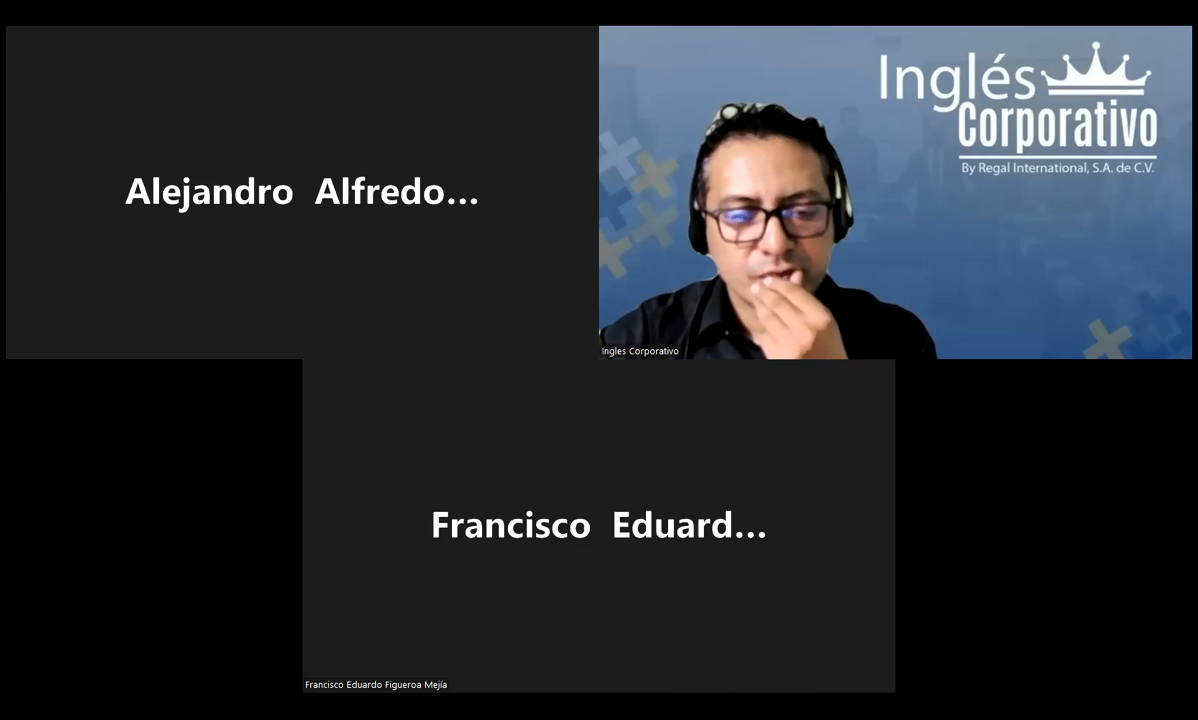 Alejandro Alfredo...
Inglés
Corporativo
By Regal International, S.A. de C.V.
Ingles Corporativo
Francisco Eduard...
Francisco Eduardo Figueroa Mejía